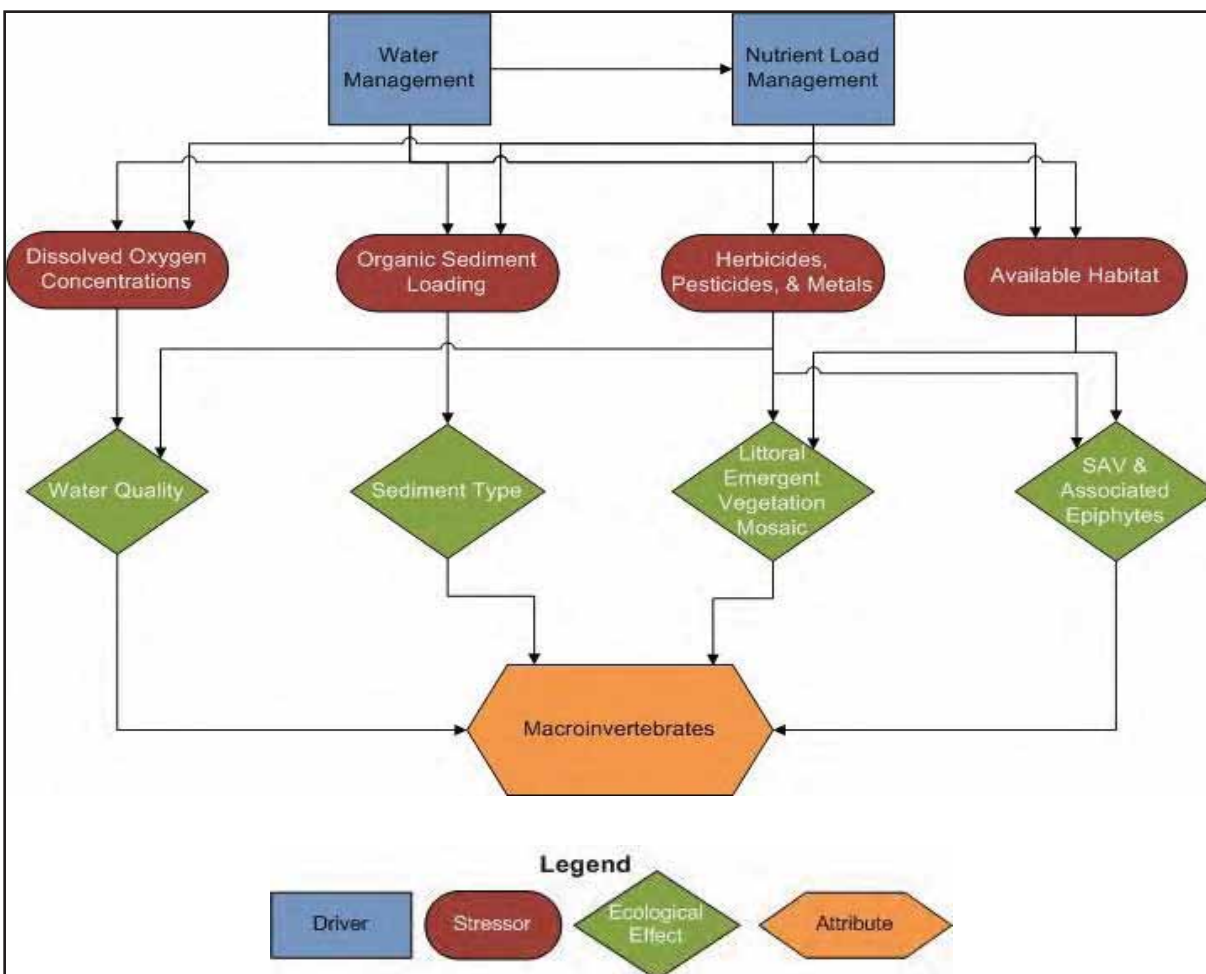 Water
Management
Nutrient Load
Management
Dissolved Oxygen
Concentrations
Organic Sediment
Loading
Herbicides,
Pesticides, & Metals
Available Habitat
Water Quality
Sediment Type
Littoral
Emergent
Vegetation
Mosaic
SAV &
Associated
Epiphytes
Macroinvertebrates
Legend
Driver
Stressor
Ecological
Effect
Attribute